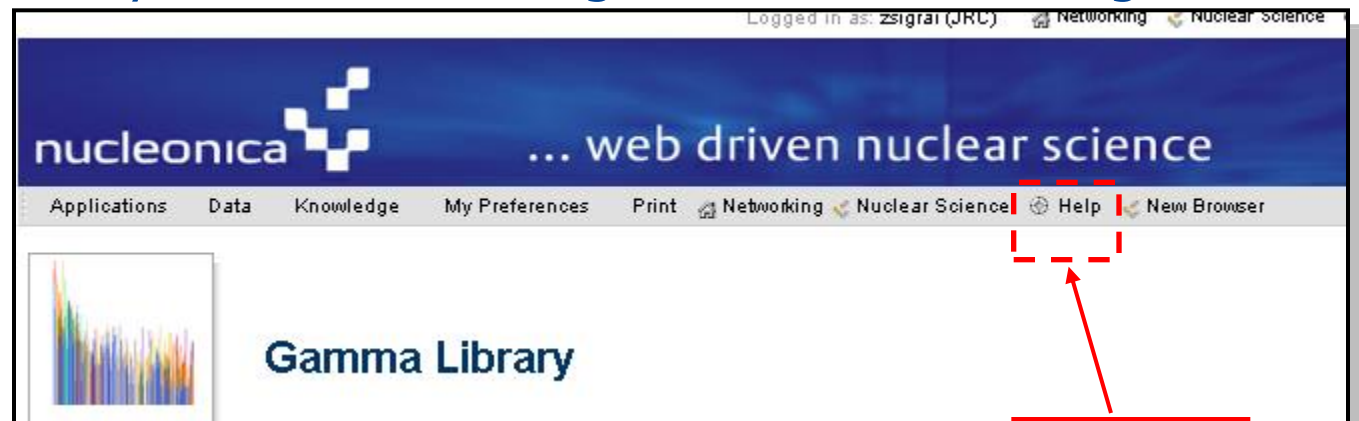 Logged in as: zsigrai (JRC) Networking Nuclear Science
nucleonica ... web driven nuclear science
Applications Data Knowledge My Preferences Print Networking Nuclear Science Help New Browser
Gamma Library